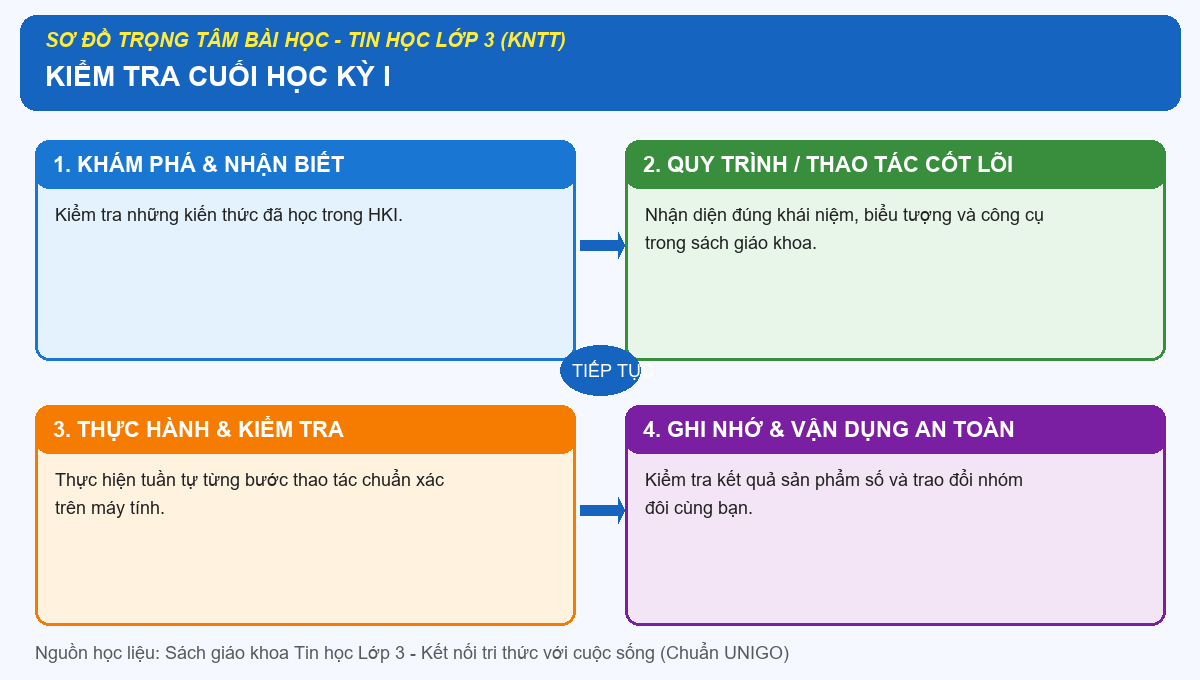 SƠ ĐỒ TRỌNG TÂM BÀI HỌC - TIN HỌC LỚP 3 (KNTT)
KIỂM TRA CUỐI HỌC KỲ I
1. KHÁM PHÁ & NHẬN BIẾT
Kiểm tra những kiến thức đã học trong HKI.
2. QUY TRÌNH / THAO TÁC CỐT LÕI
Nhận diện đúng khái niệm, biểu tượng và công cụ
trong sách giáo khoa.
TIẾP TỤC
3. THỰC HÀNH & KIỂM TRA
Thực hiện tuần tự từng bước thao tác chuẩn xác
trên máy tính.
4. GHI NHỚ & VẬN DỤNG AN TOÀN
Kiểm tra kết quả sản phẩm số và trao đổi nhóm
đôi cùng bạn.
Nguồn học liệu: Sách giáo khoa Tin học Lớp 3 - Kết nối tri thức với cuộc sống (Chuẩn UNIGO)